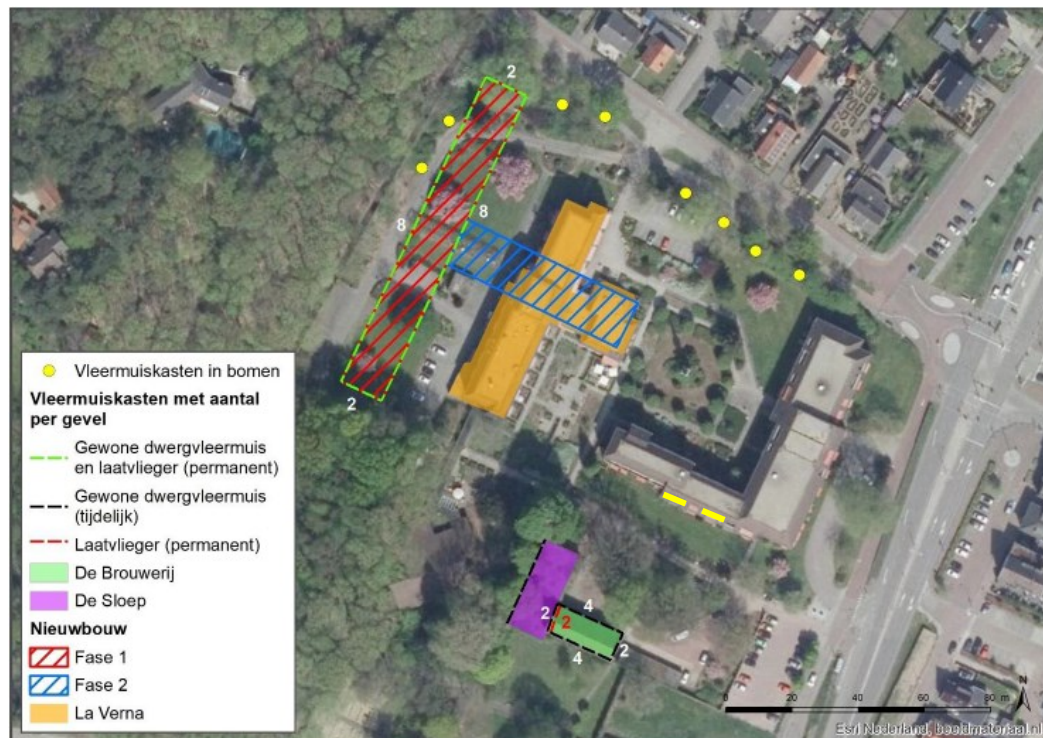 2
8
8
2
Vleermuiskasten in bomen
Vleermuiskasten met aantal
per gevel
Gewone dwergvleermuis
en laatvlieger (permanent)
Gewone dwergvleermuis
(tijdelijk)
Laatvlieger (permanent)
De Brouwerij
De Sloep
Nieuwbouw
Fase 1
Fase 2
La Verna
4
2
2
4
2
N
0 20 40 60 80 m
Esri Nederland, beeldmateriaal.nl